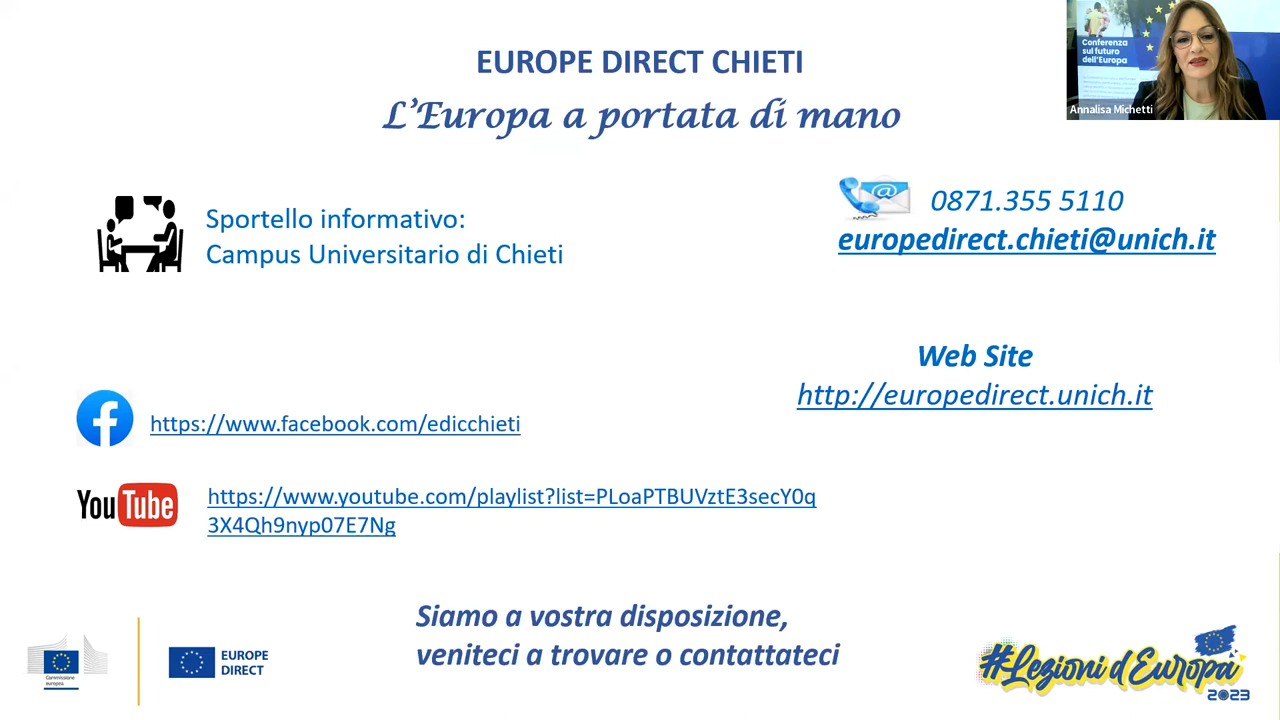 EUROPE DIRECT CHIETI
L'Europa a portata di mano
Conferenza
sul futuro
dell'Europa
Annalisa Michetti
Sportello informativo:
Campus Universitario di Chieti
0871.355 5110
europedirect.chieti@unich.it
Web Site
http://europedirect.unich.it
https://www.facebook.com/edicchieti
YouTube
https://www.youtube.com/playlist?list=PLoaPTBUVztE3secY0q
3X4Qh9nyp07E7Ng
Siamo a vostra disposizione,
veniteci a trovare o contattateci
Commissione
europea
EUROPE
DIRECT
#Lezioni d'Europa
2023